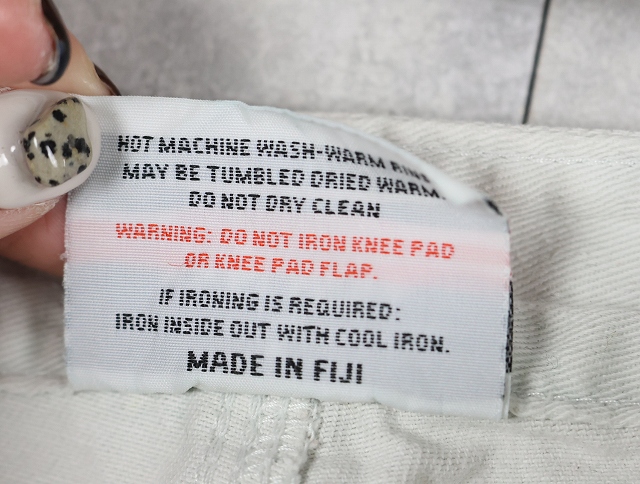 HOT MACHINE WASH-WARM RINS
MAY BE TUMBLED DRIED WARM.
DO NOT DRY CLEAN
WARNING: DO NOT IRON KNEE PAD
OR KNEE PAD FLAP.
IF IRONING IS REQUIRED:
IRON INSIDE OUT WITH COOL IRON.
MADE IN FIJI